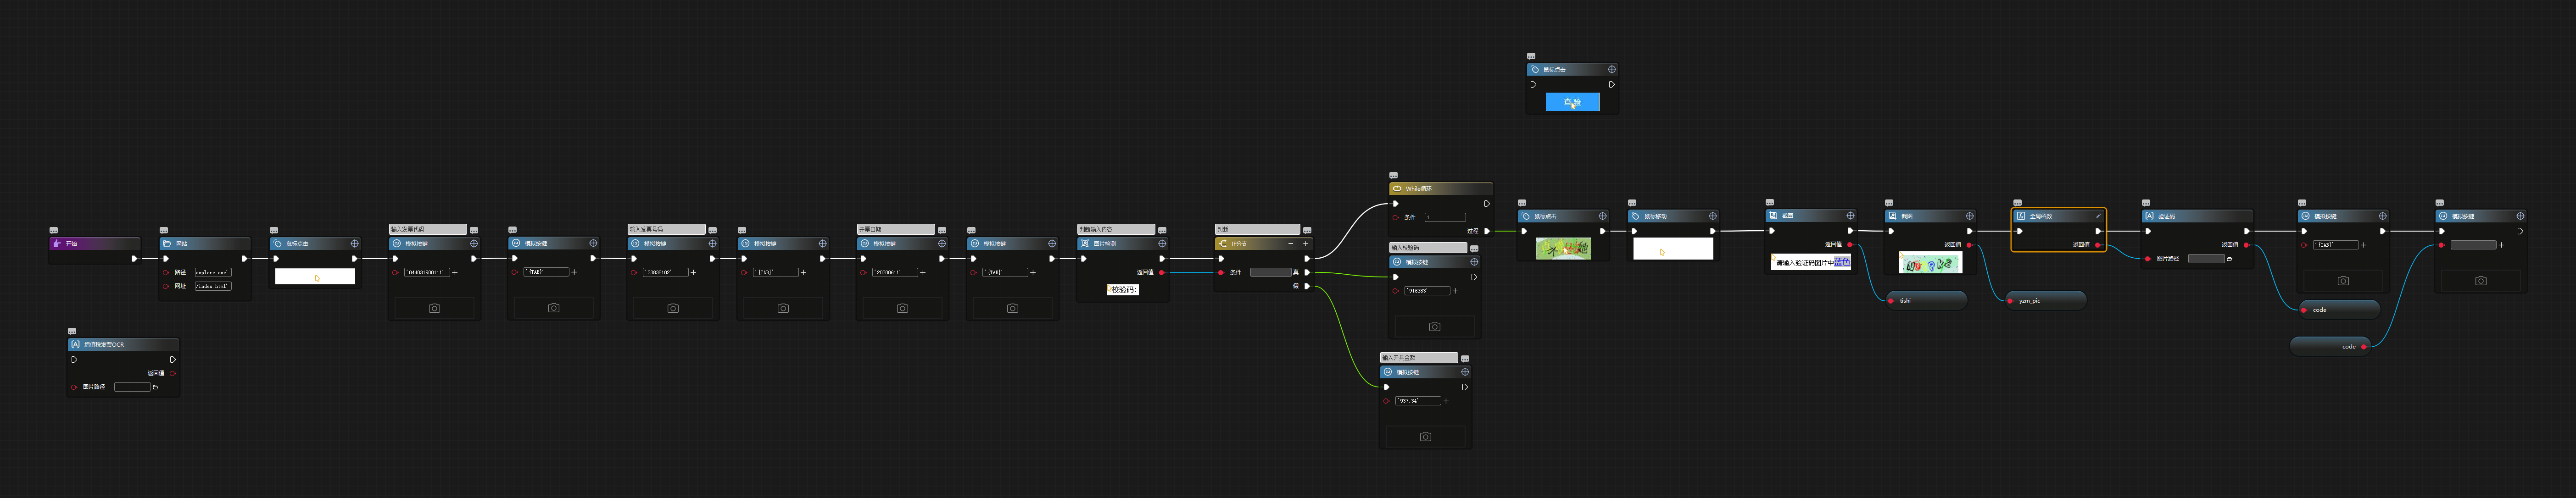 鼠标点击
查验
While循环
条件
1
过程
鼠标点击
鼠标移动
截图
返回值
请输入验证码图片中蓝色
tishi
截图
返回值
yzm_pic
全局函数
返回值
验证码
返回值
图片路径
模拟按键
'{TAB}'
code
code
模拟按键
开始
网站
路径
explore.exe'
网址
/index.html'
鼠标点击
输入发票代码
模拟按键
'044031900111'
模拟按键
'{TAB}'
输入发票号码
模拟按键
'23838102'
模拟按键
'{TAB}'
开票日期
模拟按键
'20200611'
模拟按键
'{TAB}'
判断输入内容
图片检测
返回值
校验码:
判断
IF分支
条件
真
假
输入校验码
模拟按键
'916383'
输入开具金额
模拟按键
'937.34'
增值税发票OCR
返回值
图片路径